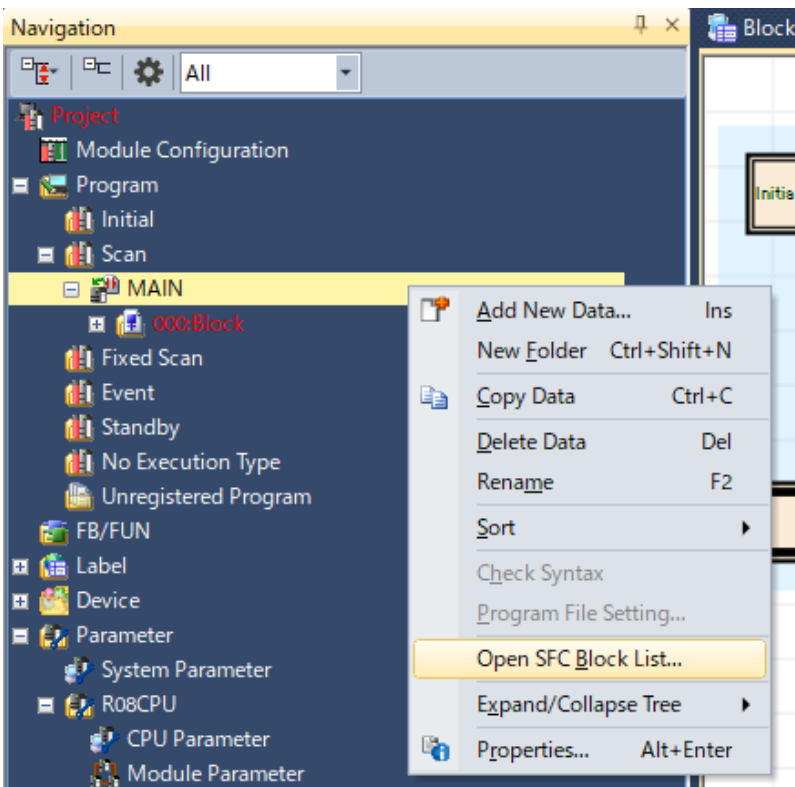 Navigation
Block
All
Project
Module Configuration
Program
Initial
Scan
MAIN
000:Block
Fixed Scan
Event
Standby
No Execution Type
Unregistered Program
FB/FUN
Label
Device
Parameter
System Parameter
R08CPU
CPU Parameter
Module Parameter
Add New Data... Ins
New Folder Ctrl+Shift+N
Copy Data Ctrl+C
Delete Data Del
Rename F2
Sort
Check Syntax
Program File Setting...
Open SFC Block List...
Expand/Collapse Tree
Properties... Alt+Enter
Initia